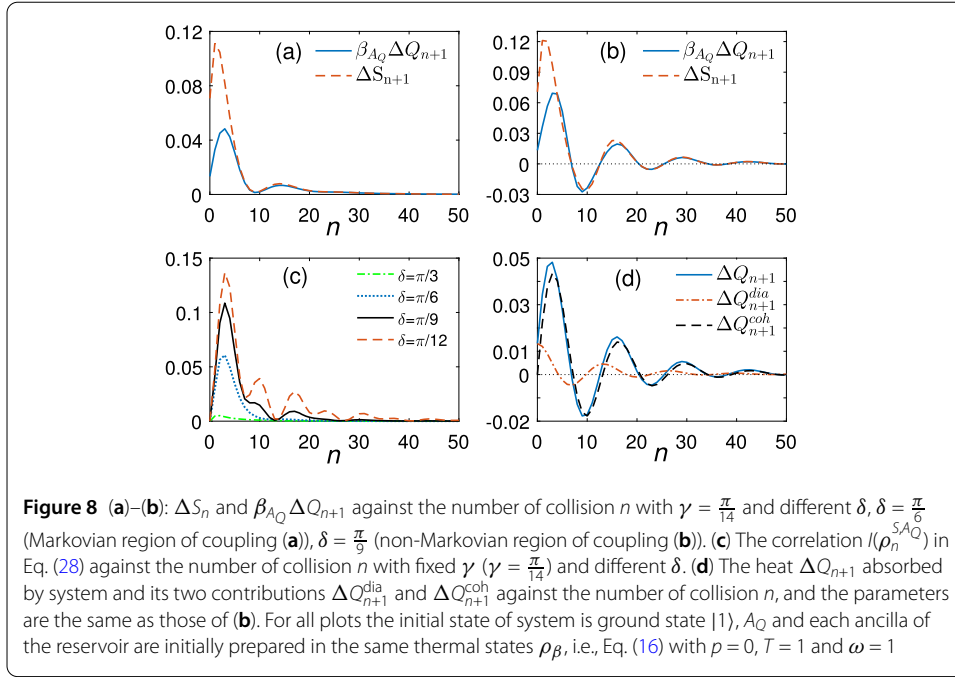 (a)
β_{A_Q}ΔQ_{n+1}
ΔS_{n+1}
0.12
0.08
0.04
0
0 10 20 30 40 50
n
(b)
β_{A_Q}ΔQ_{n+1}
ΔS_{n+1}
0.12
0.09
0.06
0.03
0
-0.03
0 10 20 30 40 50
n
(c)
δ=π/3
δ=π/6
δ=π/9
δ=π/12
0.15
0.1
0.05
0
0 10 20 30 40 50
n
(d)
ΔQ_{n+1}
ΔQ^{dia}_{n+1}
ΔQ^{coh}_{n+1}
0.05
0.03
0.01
0
-0.02
0 10 20 30 40 50
n
Figure 8 (a)–(b): ΔS_n and β_{A_Q}ΔQ_{n+1} against the number of collision n with γ = π/14 and different δ, δ = π/6
(Markovian region of coupling (a)), δ = π/9 (non-Markovian region of coupling (b)). (c) The correlation I(ρ_n^{S,A_Q}) in
Eq. (28) against the number of collision n with fixed γ (γ = π/14) and different δ. (d) The heat ΔQ_{n+1} absorbed
by system and its two contributions ΔQ^{dia}_{n+1} and ΔQ^{coh}_{n+1} against the number of collision n, and the parameters
are the same as those of (b). For all plots the initial state of system is ground state |1⟩, A_Q and each ancilla of
the reservoir are initially prepared in the same thermal states ρ_β, i.e., Eq. (16) with p = 0, T = 1 and ω = 1